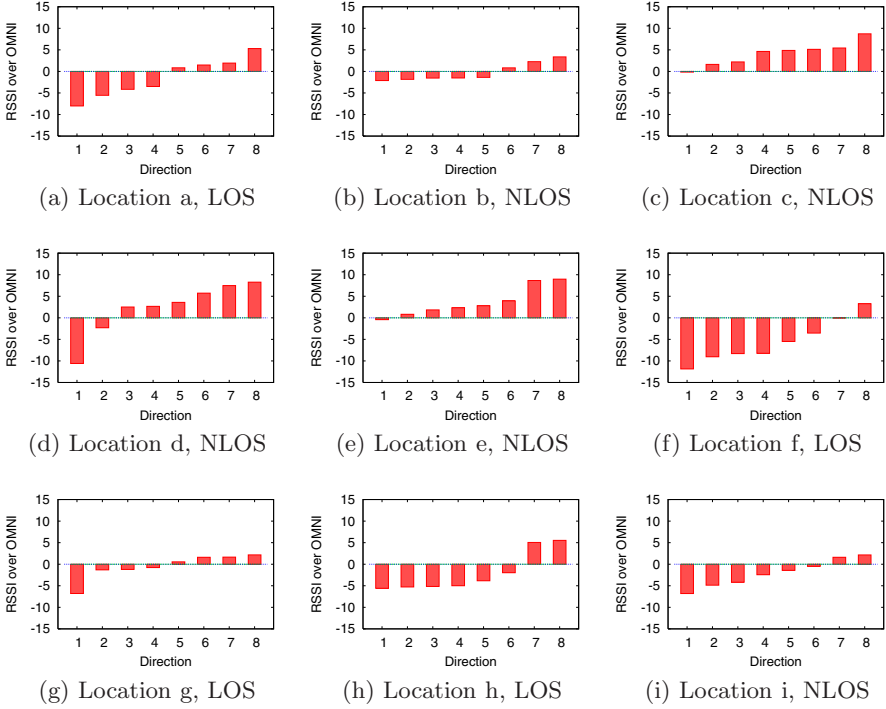 15
10
5
0
-5
-10
-15
RSSI over OMNI
1 2 3 4 5 6 7 8
Direction
(a) Location a, LOS
15
10
5
0
-5
-10
-15
RSSI over OMNI
1 2 3 4 5 6 7 8
Direction
(b) Location b, NLOS
15
10
5
0
-5
-10
-15
RSSI over OMNI
1 2 3 4 5 6 7 8
Direction
(c) Location c, NLOS
15
10
5
0
-5
-10
-15
RSSI over OMNI
1 2 3 4 5 6 7 8
Direction
(d) Location d, NLOS
15
10
5
0
-5
-10
-15
RSSI over OMNI
1 2 3 4 5 6 7 8
Direction
(e) Location e, NLOS
15
10
5
0
-5
-10
-15
RSSI over OMNI
1 2 3 4 5 6 7 8
Direction
(f) Location f, LOS
15
10
5
0
-5
-10
-15
RSSI over OMNI
1 2 3 4 5 6 7 8
Direction
(g) Location g, LOS
15
10
5
0
-5
-10
-15
RSSI over OMNI
1 2 3 4 5 6 7 8
Direction
(h) Location h, LOS
15
10
5
0
-5
-10
-15
RSSI over OMNI
1 2 3 4 5 6 7 8
Direction
(i) Location i, NLOS